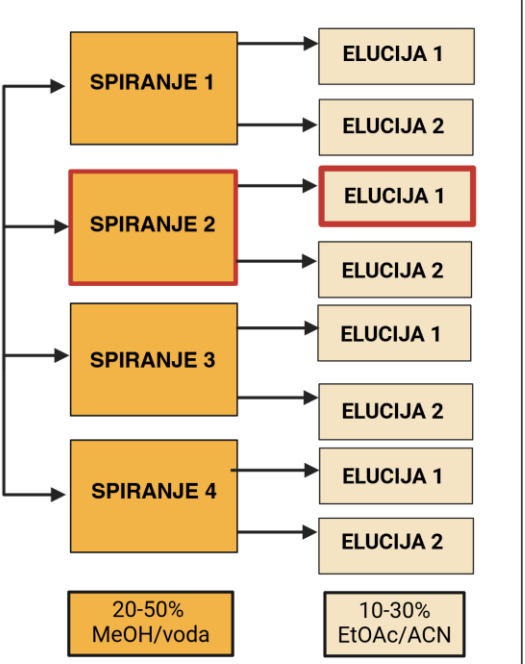 SPIRANJE 1
ELUCIJA 1
ELUCIJA 2
SPIRANJE 2
ELUCIJA 1
ELUCIJA 2
SPIRANJE 3
ELUCIJA 1
ELUCIJA 2
SPIRANJE 4
ELUCIJA 1
ELUCIJA 2
20-50%
MeOH/voda
10-30%
EtOAc/ACN